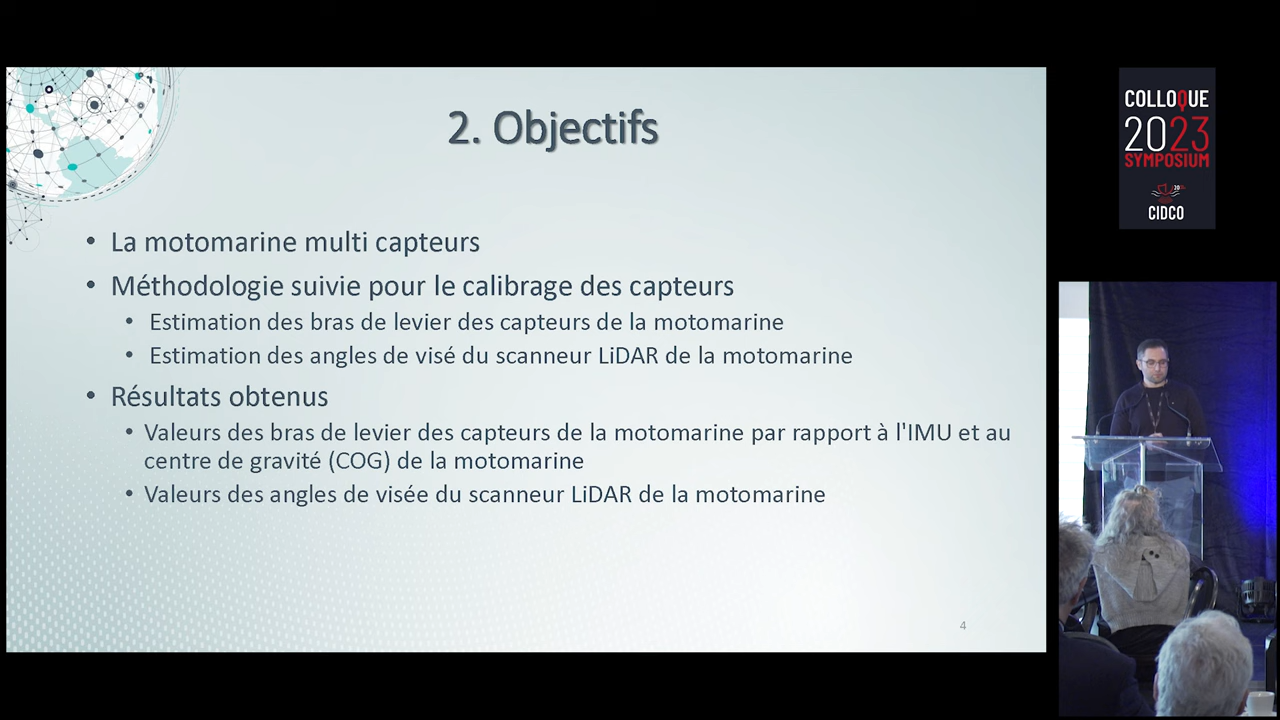 2. Objectifs
• La motomarine multi capteurs
• Méthodologie suivie pour le calibrage des capteurs
• Estimation des bras de levier des capteurs de la motomarine
• Estimation des angles de visé du scanneur LiDAR de la motomarine
• Résultats obtenus
• Valeurs des bras de levier des capteurs de la motomarine par rapport à l'IMU et au
centre de gravité (COG) de la motomarine
• Valeurs des angles de visée du scanneur LiDAR de la motomarine
4
COLLOQUE
2023
SYMPOSIUM
CIDCO